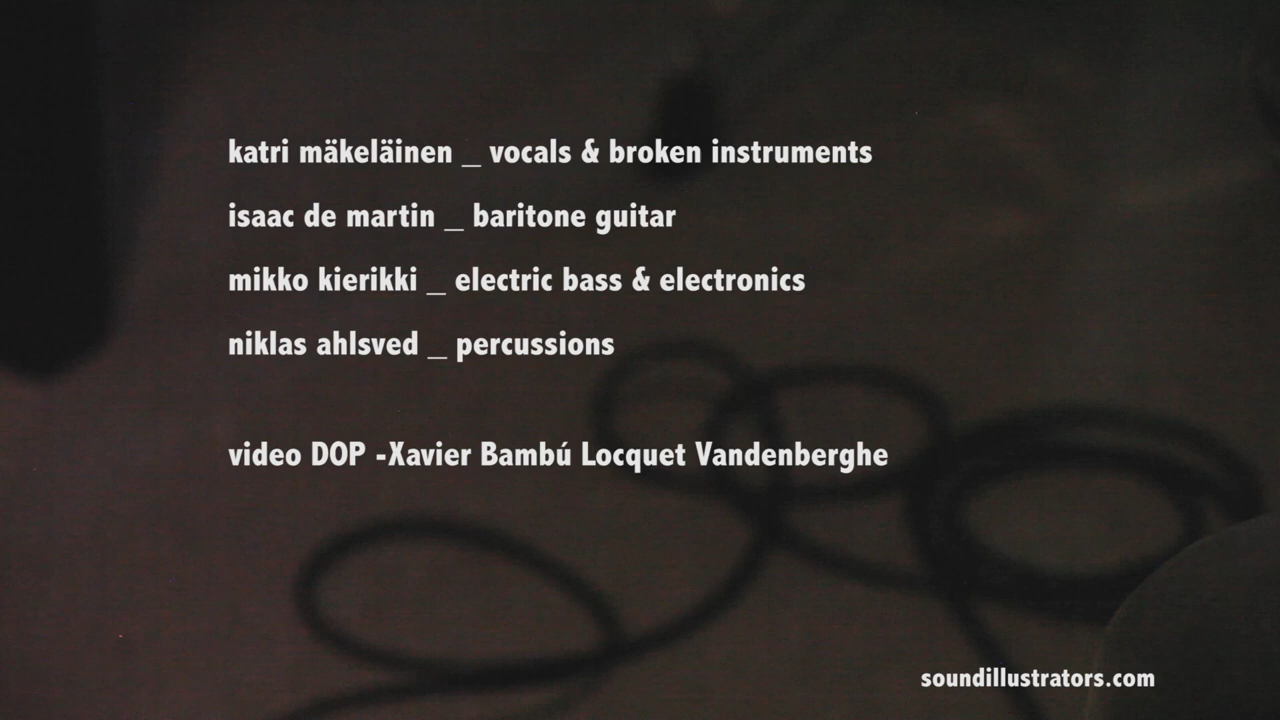 katri mäkeläinen _ vocals & broken instruments
isaac de martin _ baritone guitar
mikko kierikki _ electric bass & electronics
niklas ahlsved _ percussions
video DOP -Xavier Bambú Locquet Vandenberghe
soundillustrators.com